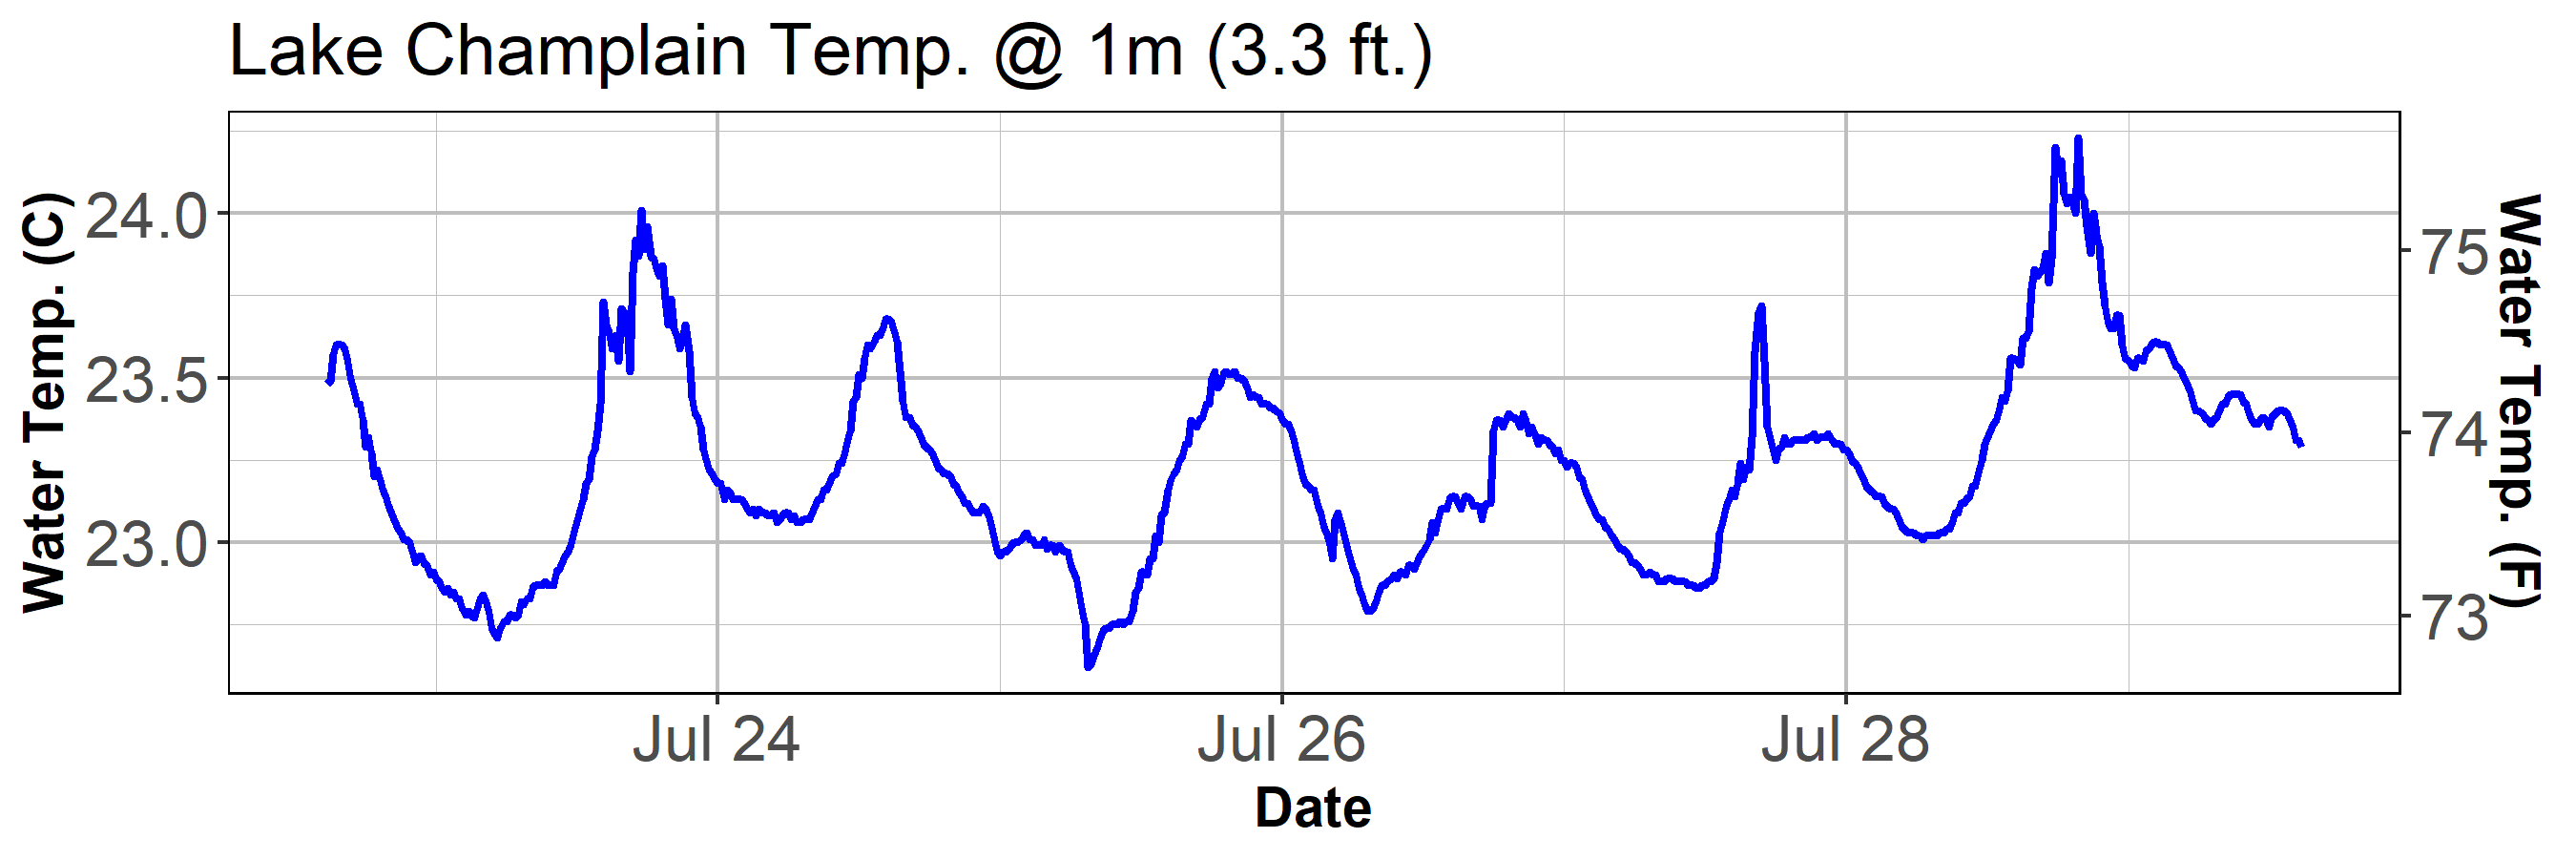 Lake Champlain Temp. @ 1m (3.3 ft.)
Water Temp. (C)
24.0
23.5
23.0
75
74
73
Water Temp. (F)
Jul 24
Jul 26
Jul 28
Date